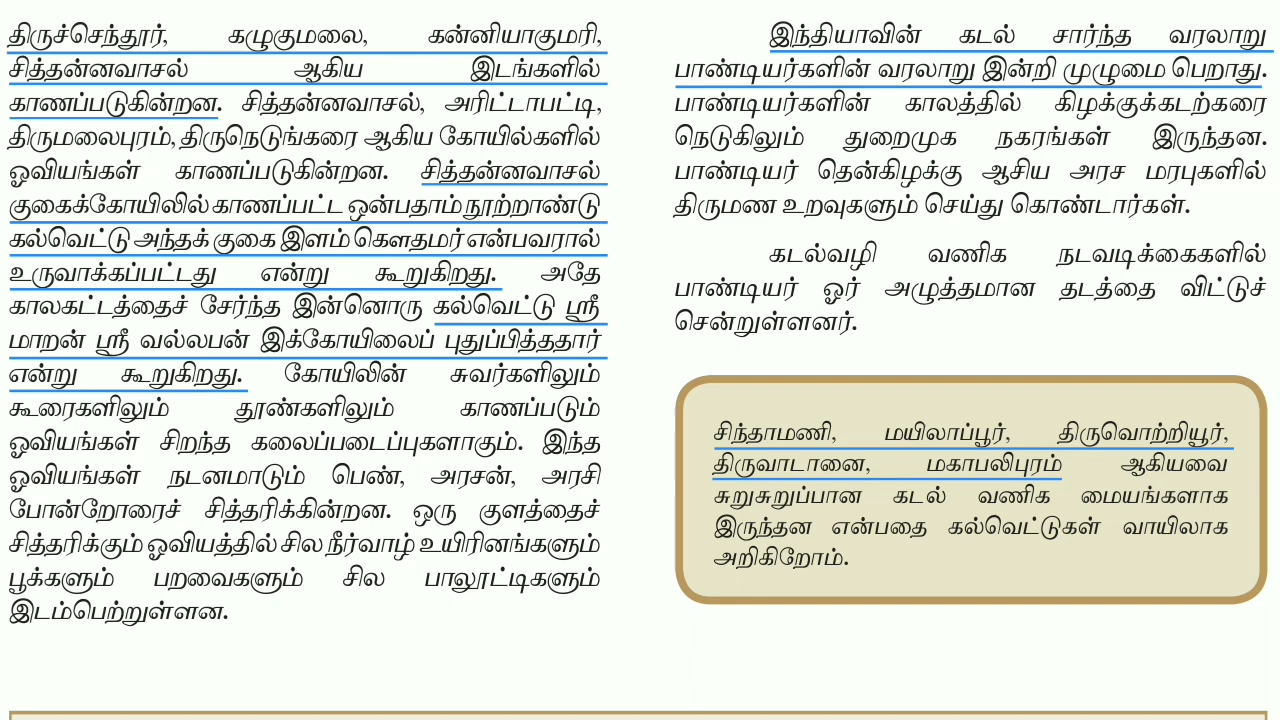 திருச்செந்தூர், கழுகுமலை, கன்னியாகுமரி,
சித்தன்னவாசல் ஆகிய இடங்களில்
காணப்படுகின்றன. சித்தன்னவாசல், அரிட்டாபட்டி,
திருமலைபுரம், திருநெடுங்கரை ஆகிய கோயில்களில்
ஓவியங்கள் காணப்படுகின்றன. சித்தன்னவாசல்
குகைக்கோயிலில் காணப்பட்ட ஒன்பதாம் நூற்றாண்டு
கல்வெட்டு அந்தக் குகை இளம் கௌதமர் என்பவரால்
உருவாக்கப்பட்டது என்று கூறுகிறது. அதே
காலகட்டத்தைச் சேர்ந்த இன்னொரு கல்வெட்டு ஸ்ரீ
மாறன் ஸ்ரீ வல்லபன் இக்கோயிலைப் புதுப்பித்ததார்
என்று கூறுகிறது. கோயிலின் சுவர்களிலும்
கூரைகளிலும் தூண்களிலும் காணப்படும்
ஓவியங்கள் சிறந்த கலைப்படைப்புகளாகும். இந்த
ஓவியங்கள் நடனமாடும் பெண், அரசன், அரசி
போன்றோரைச் சித்தரிக்கின்றன. ஒரு குளத்தைச்
சித்தரிக்கும் ஓவியத்தில் சில நீர்வாழ் உயிரினங்களும்
பூக்களும் பறவைகளும் சில பாலூட்டிகளும்
இடம்பெற்றுள்ளன.
இந்தியாவின் கடல் சார்ந்த வரலாறு
பாண்டியர்களின் வரலாறு இன்றி முழுமை பெறாது.
பாண்டியர்களின் காலத்தில் கிழக்குக்கடற்கரை
நெடுகிலும் துறைமுக நகரங்கள் இருந்தன.
பாண்டியர் தென்கிழக்கு ஆசிய அரச மரபுகளில்
திருமண உறவுகளும் செய்து கொண்டார்கள்.
கடல்வழி வணிக நடவடிக்கைகளில்
பாண்டியர் ஓர் அழுத்தமான தடத்தை விட்டுச்
சென்றுள்ளனர்.
சிந்தாமணி, மயிலாப்பூர், திருவொற்றியூர்,
திருவாடானை, மகாபலிபுரம் ஆகியவை
சுறுசுறுப்பான கடல் வணிக மையங்களாக
இருந்தன என்பதை கல்வெட்டுகள் வாயிலாக
அறிகிறோம்.